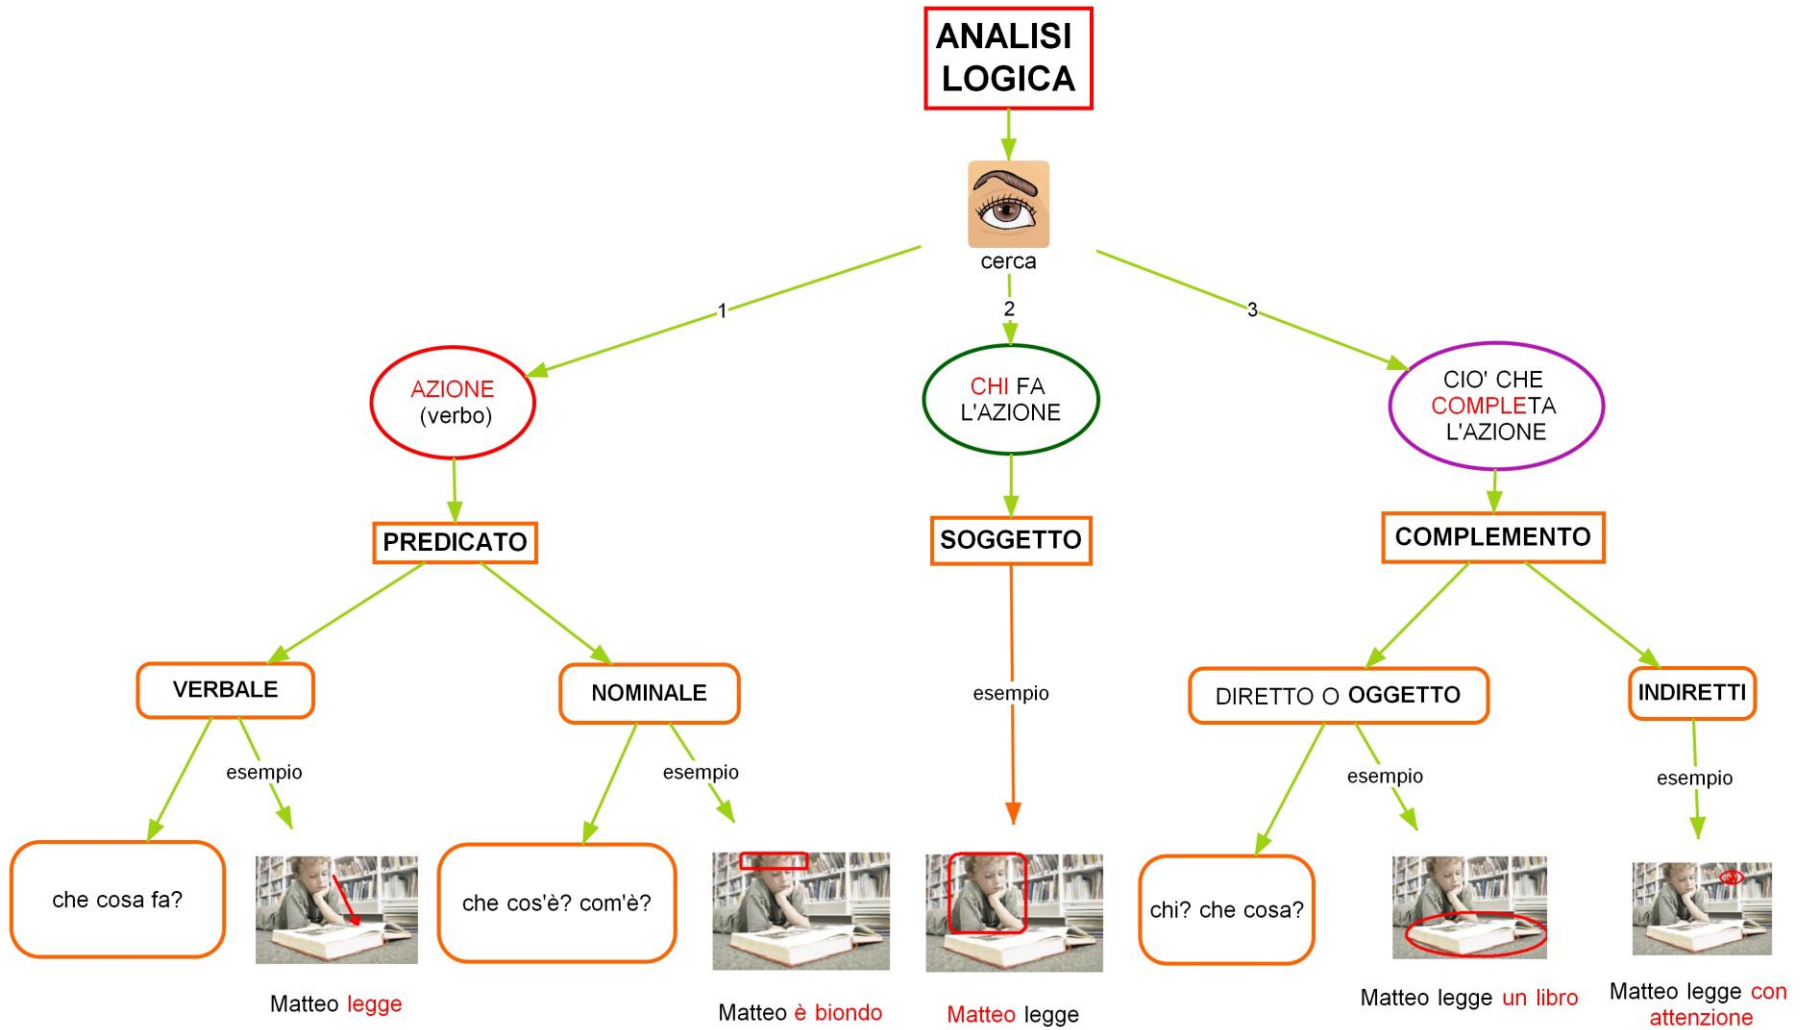 ANALISI
LOGICA
cerca
1
2
3
AZIONE
(verbo)
CHI FA
L'AZIONE
CIO' CHE
COMPLETA
L'AZIONE
PREDICATO
SOGGETTO
COMPLEMENTO
VERBALE
NOMINALE
esempio
DIRETTO O OGGETTO
INDIRETTI
esempio
esempio
esempio
esempio
che cosa fa?
che cos'è? com'è?
chi? che cosa?
Matteo legge
Matteo è biondo
Matteo legge
Matteo legge un libro
Matteo legge con
attenzione